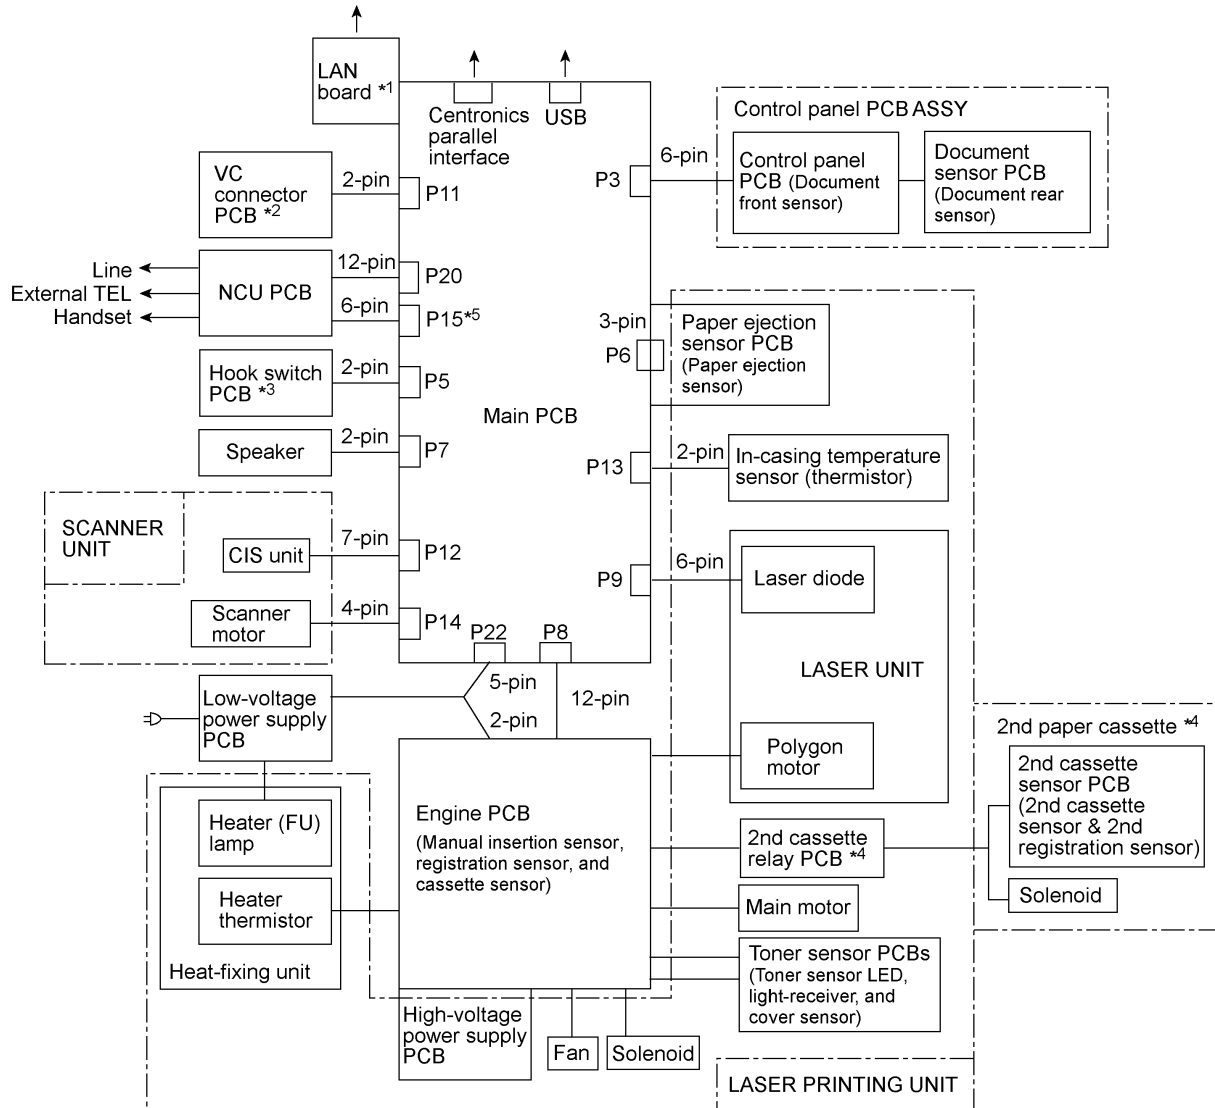 LAN
board *1
Centronics
parallel
interface
USB
Control panel PCB ASSY
Control panel
PCB (Document
front sensor)
Document
sensor PCB
(Document rear
sensor)
6-pin
P3
VC
connector
PCB *2
2-pin
P11
Line
External TEL
Handset
NCU PCB
12-pin
P20
6-pin
P15*5
Hook switch
PCB *3
2-pin
P5
Speaker
2-pin
P7
Main PCB
3-pin
P6
Paper ejection
sensor PCB
(Paper ejection
sensor)
P13
2-pin
In-casing temperature
sensor (thermistor)
SCANNER
UNIT
CIS unit
7-pin
P12
Scanner
motor
4-pin
P14
P9
6-pin
Laser diode
LASER UNIT
Polygon
motor
P22
P8
5-pin
2-pin
12-pin
Low-voltage
power supply
PCB
Heater (FU)
lamp
Heater
thermistor
Heat-fixing unit
Engine PCB
(Manual insertion sensor,
registration sensor, and
cassette sensor)
2nd paper cassette *4
2nd cassette
sensor PCB
(2nd cassette
sensor & 2nd
registration sensor)
Solenoid
2nd cassette
relay PCB *4
Main motor
Toner sensor PCBs
(Toner sensor LED,
light-receiver, and
cover sensor)
High-voltage
power supply
PCB
Fan
Solenoid
LASER PRINTING UNIT